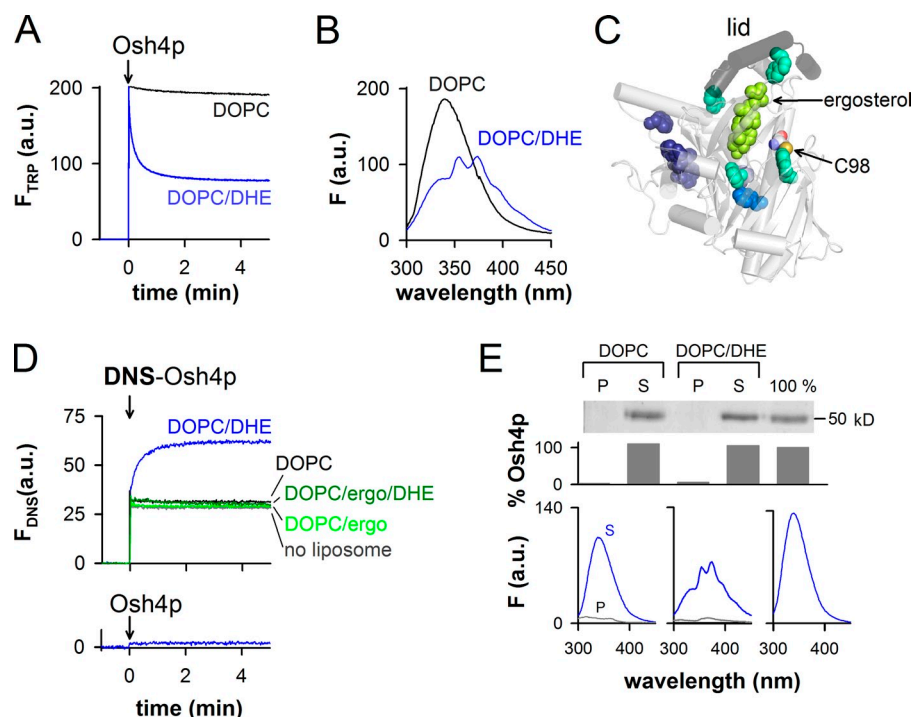 A
Osh4p
F_TRP (a.u.)
200
100
0
DOPC
DOPC/DHE
0 2 4
time (min)
B
F (a.u.)
200
100
0
DOPC
DOPC/DHE
300 350 400 450
wavelength (nm)
C
lid
ergosterol
C98
D
DNS-Osh4p
F_DNS(a.u.)
75
50
25
0
DOPC/DHE
DOPC
DOPC/ergo/DHE
DOPC/ergo
no liposome
Osh4p
0
0 2 4
time (min)
E
DOPC DOPC/DHE
P S P S 100 %
50 kD
% Osh4p
100
0
F (a.u.)
140
0
S
P
300 400 300 400 300 400
wavelength (nm)